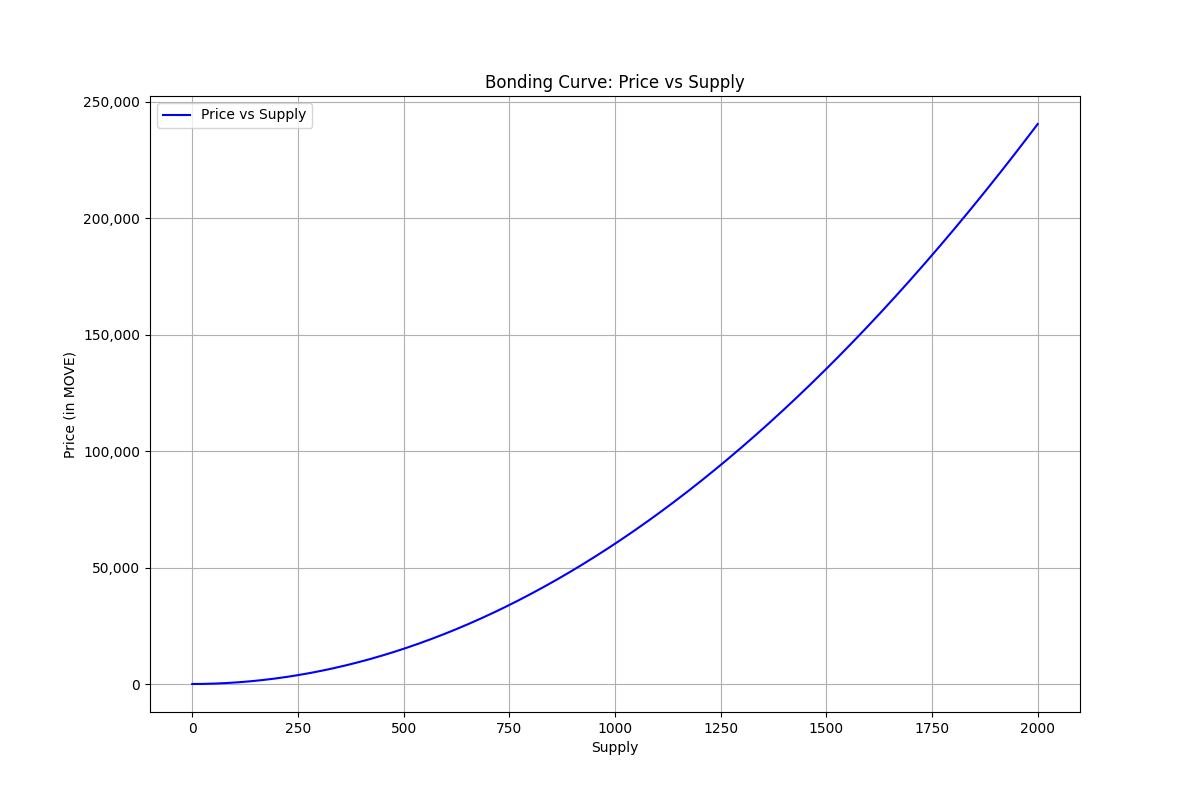 Bonding Curve: Price vs Supply
Price vs Supply
250,000
200,000
150,000
100,000
50,000
0
Price (in MOVE)
0 250 500 750 1000 1250 1500 1750 2000
Supply